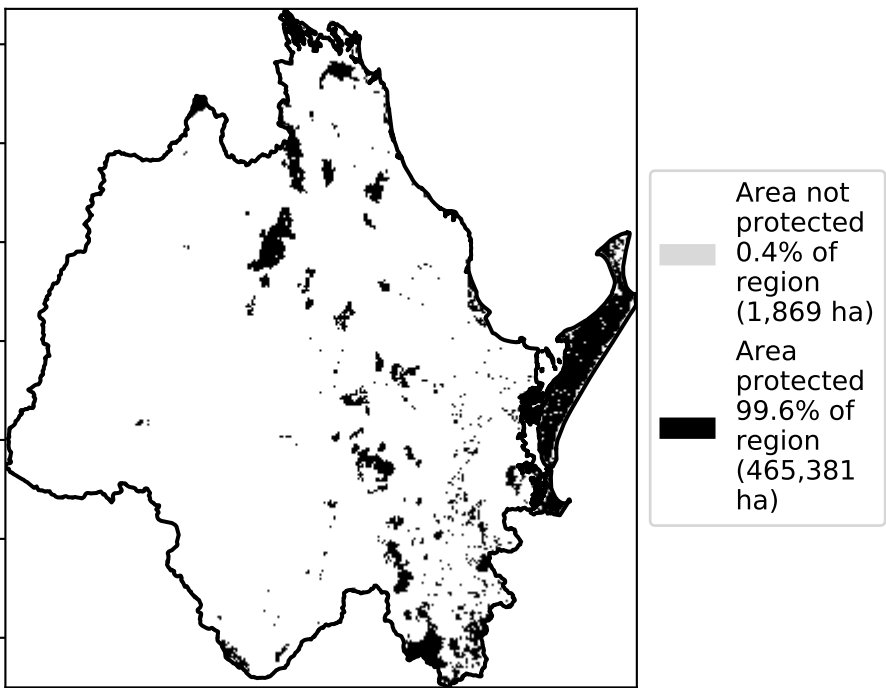 Area not
protected
0.4% of
region
(1,869 ha)
Area
protected
99.6% of
region
(465,381
ha)